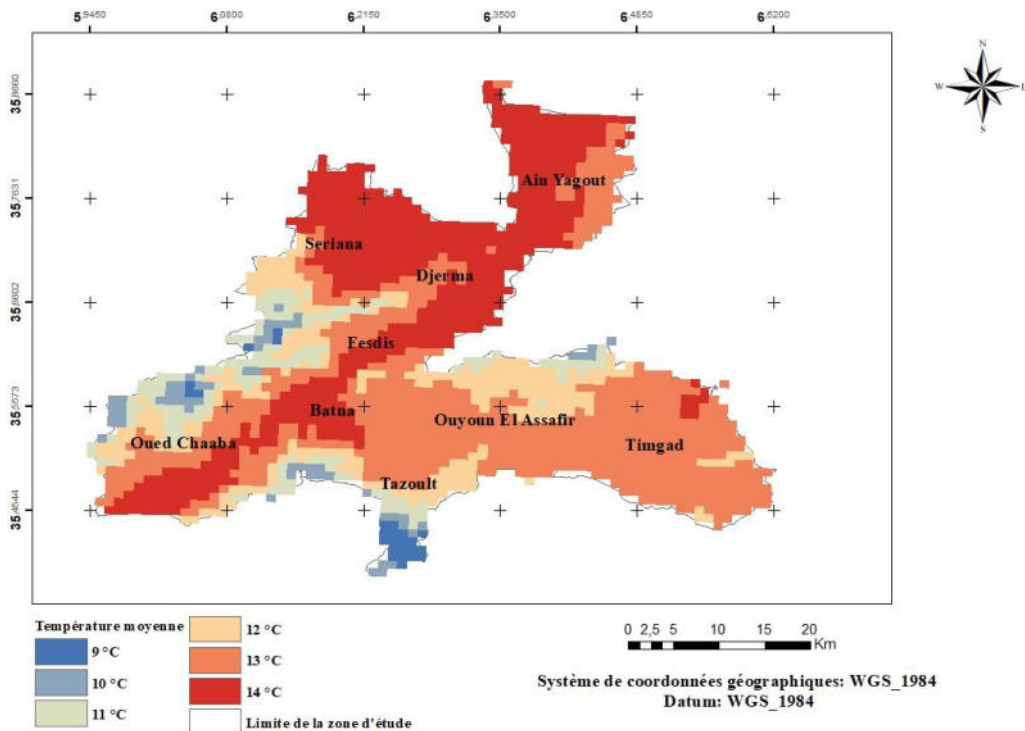 5,9450 6,0800 6,2150 6,3500 6,4850 6,6200
N
W E
S
35,8660
35,7631
35,6602
35,5573
35,4544
Ain Yagout
Seriana
Djerma
Fesdis
Batna
Ouyoun El Assafir
Oued Chaaba
Timgad
Tazoult
Température moyenne
9 °C
10 °C
11 °C
12 °C
13 °C
14 °C
Limite de la zone d'étude
0 2,5 5 10 15 20
Km
Système de coordonnées géographiques: WGS_1984
Datum: WGS_1984